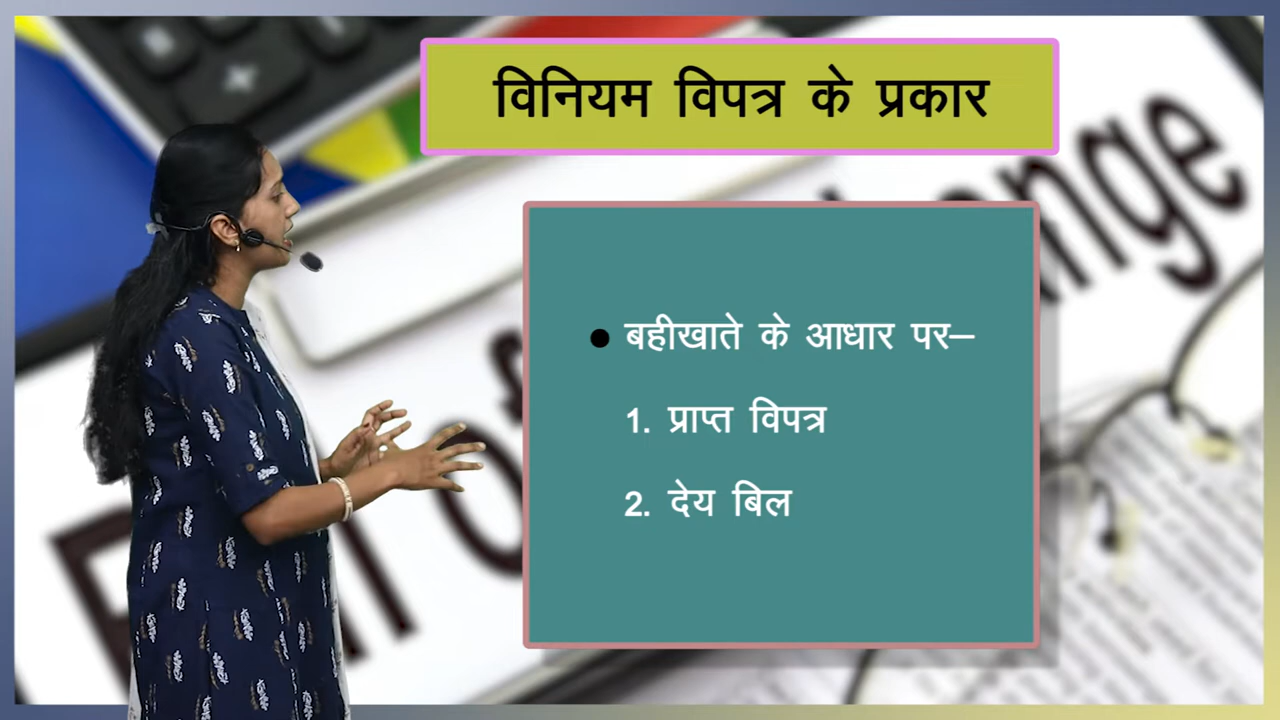 विनियम विपत्र के प्रकार
● बहीखाते के आधार पर–
1. प्राप्त विपत्र
2. देय बिल